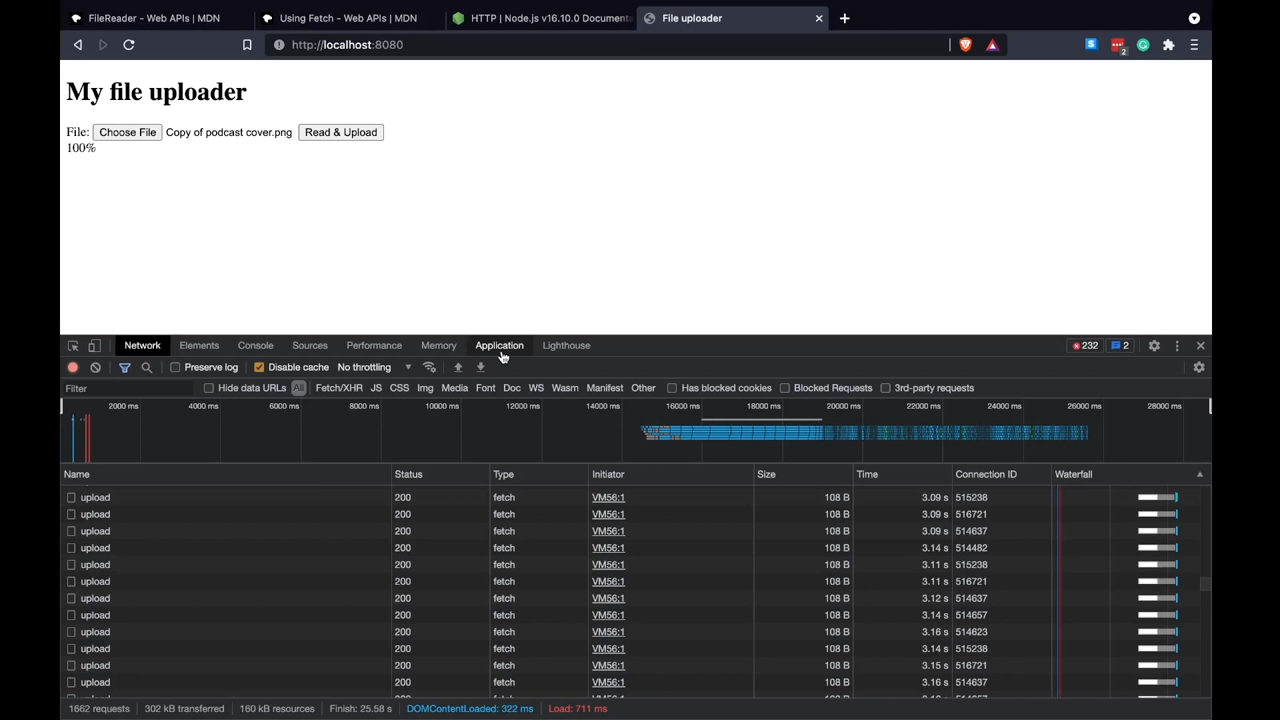 FileReader - Web APIs | MDN
Using Fetch - Web APIs | MDN
HTTP | Node.js v16.10.0 Documenta
File uploader
http://localhost:8080
2
My file uploader
File: Choose File Copy of podcast cover.png Read & Upload
100%
Network Elements Console Sources Performance Memory Application Lighthouse 232 2
Preserve log Disable cache No throttling
Filter Hide data URLs All Fetch/XHR JS CSS Img Media Font Doc WS Wasm Manifest Other Has blocked cookies Blocked Requests 3rd-party requests
2000 ms 4000 ms 6000 ms 8000 ms 10000 ms 12000 ms 14000 ms 16000 ms 18000 ms 20000 ms 22000 ms 24000 ms 26000 ms 28000 ms
Name Status Type Initiator Size Time Connection ID Waterfall
upload 200 fetch VM56:1 108 B 3.09 s 515238
upload 200 fetch VM56:1 108 B 3.09 s 516721
upload 200 fetch VM56:1 108 B 3.09 s 514637
upload 200 fetch VM56:1 108 B 3.14 s 514482
upload 200 fetch VM56:1 108 B 3.11 s 515238
upload 200 fetch VM56:1 108 B 3.11 s 516721
upload 200 fetch VM56:1 108 B 3.12 s 514637
upload 200 fetch VM56:1 108 B 3.14 s 514657
upload 200 fetch VM56:1 108 B 3.16 s 514623
upload 200 fetch VM56:1 108 B 3.14 s 515238
upload 200 fetch VM56:1 108 B 3.15 s 516721
upload 200 fetch VM56:1 108 B 3.16 s 514637
1662 requests 302 kB transferred 160 kB resources Finish: 25.58 s DOMContentLoaded: 322 ms Load: 711 ms